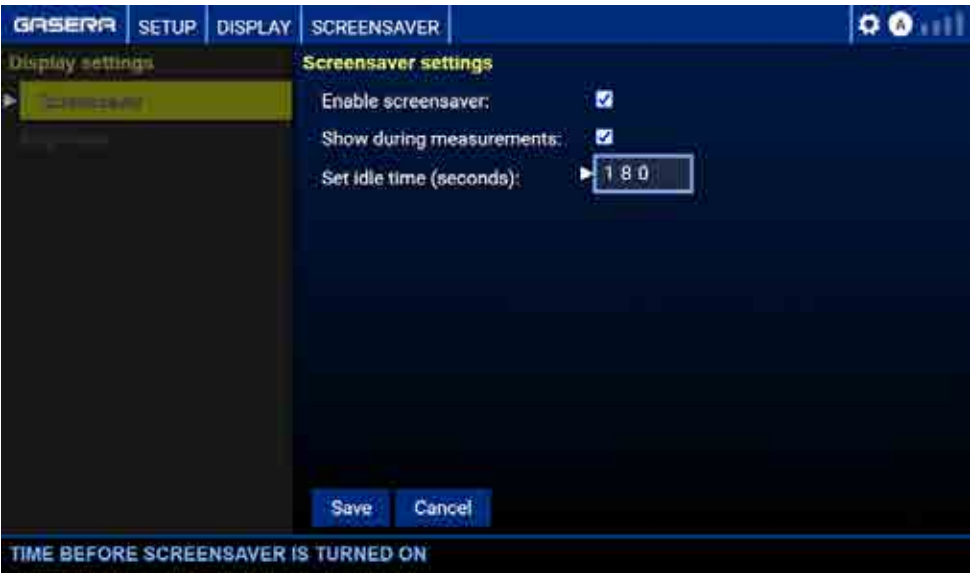 GASERA SETUP DISPLAY SCREENSAVER A
Display settings
Screensaver
Screensaver settings
Enable screensaver:
Show during measurements:
Set idle time (seconds): 180
Save Cancel
TIME BEFORE SCREENSAVER IS TURNED ON